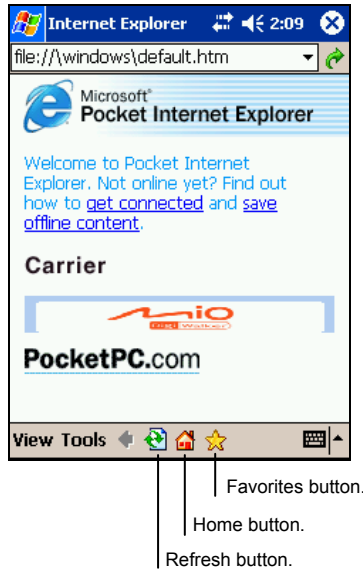 Internet Explorer 2:09
file://\windows\default.htm
Microsoft®
Pocket Internet Explorer
Welcome to Pocket Internet
Explorer. Not online yet? Find out
how to get connected and save
offline content.
Carrier
Mio
Digi Walker
PocketPC.com
View Tools
Favorites button.
Home button.
Refresh button.